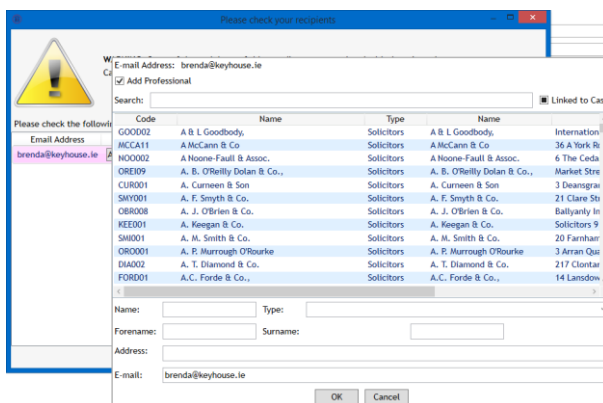 Please check your recipients
E-mail Address: brenda@keyhouse.ie
Add Professional
Search:
Linked to Cas
Please check the followin
Email Address
brenda@keyhouse.ie
Code Name Type Name
GOOD02 A & L Goodbody, Solicitors A & L Goodbody, Internation
MCCA11 A McCann & Co Solicitors A McCann & Co 36 A York R
NOO002 A Noone-Faull & Assoc. Solicitors A Noone-Faull & Assoc. 6 The Ceda
OREI09 A. B. O'Reilly Dolan & Co., Solicitors A. B. O'Reilly Dolan & Co., Market Stre
CUR001 A. Curneen & Son Solicitors A. Curneen & Son 3 Deansgra
SMY001 A. F. Smyth & Co. Solicitors A. F. Smyth & Co. 21 Clare St
OBR008 A. J. O'Brien & Co. Solicitors A. J. O'Brien & Co. Ballyanly In
KEE001 A. Keegan & Co. Solicitors A. Keegan & Co. Solicitors 9
SMI001 A. M. Smith & Co. Solicitors A. M. Smith & Co. 20 Farnham
ORO001 A. P. Murrough O'Rourke Solicitors A. P. Murrough O'Rourke 3 Arran Qua
DIA002 A. T. Diamond & Co. Solicitors A. T. Diamond & Co. 217 Clontar
FORD01 A.C. Forde & Co., Solicitors A.C. Forde & Co., 14 Lansdow
Name: Type:
Forename: Surname:
Address:
E-mail: brenda@keyhouse.ie
OK Cancel